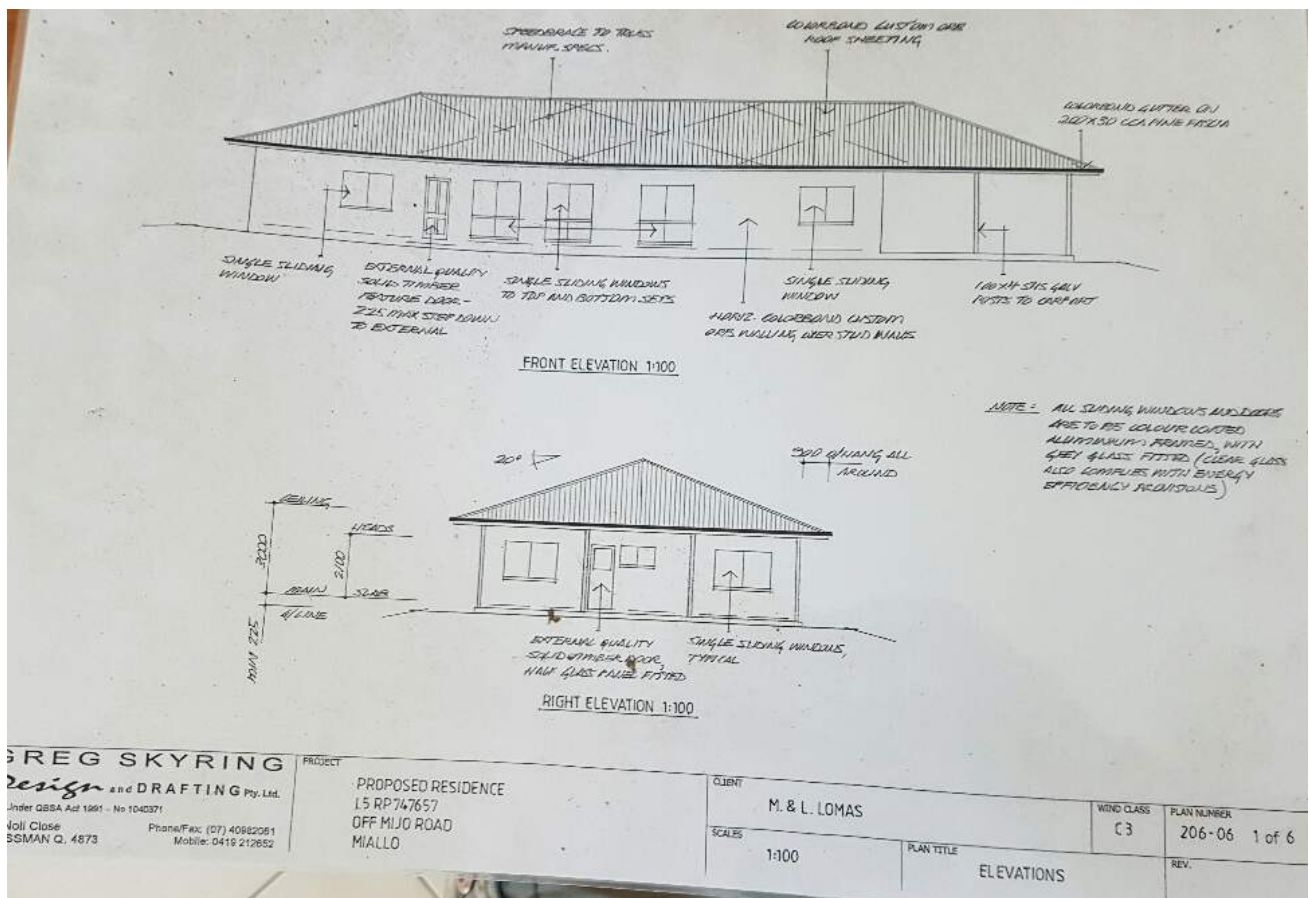 SPEEDBRACE TO TRUSS
MANUF. SPECS.
COLORBOND CUSTOM ORB
ROOF SHEETING
COLORBOND GUTTER ON
200X30 CCA PINE FASCIA
SINGLE SLIDING
WINDOW
EXTERNAL QUALITY
SOLID TIMBER
FEATURE DOOR -
225 MAX STEP DOWN
TO EXTERNAL
SINGLE SLIDING WINDOWS
TO TOP AND BOTTOM SETS
HORIZ. COLORBOND CUSTOM
ORB WALLING OVER STUD WALLS
SINGLE SLIDING
WINDOW
100X4 SHS GALV
POSTS TO CARPORT
FRONT ELEVATION 1:100
NOTE: ALL SLIDING WINDOWS AND DOORS
ARE TO BE COLOUR COATED
ALUMINIUM FRAMED, WITH
GREY GLASS FITTED (CLEAR GLASS
ALSO COMPLIES WITH ENERGY
EFFICIENCY PROVISIONS)
20°
900 O/HANG ALL
AROUND
CEILING
HEADS
3000
2100
MAIN SLAB
G/LINE
225 MIN
EXTERNAL QUALITY
SOLID TIMBER DOOR,
HALF GLASS PANEL FITTED
SINGLE SLIDING WINDOWS,
TYPICAL
RIGHT ELEVATION 1:100
GREG SKYRING
Design and DRAFTING Pty. Ltd.
Under QBSA Act 1991 - No 1040371
Noli Close
SSMAN Q. 4873
Phone/Fax: (07) 40982061
Mobile: 0419 212652
PROJECT
PROPOSED RESIDENCE
L5 RP747657
OFF MIJO ROAD
MIALLO
CLIENT
M. & L. LOMAS
SCALES
1:100
PLAN TITLE
ELEVATIONS
WIND CLASS
C3
PLAN NUMBER
206-06 1 of 6
REV.